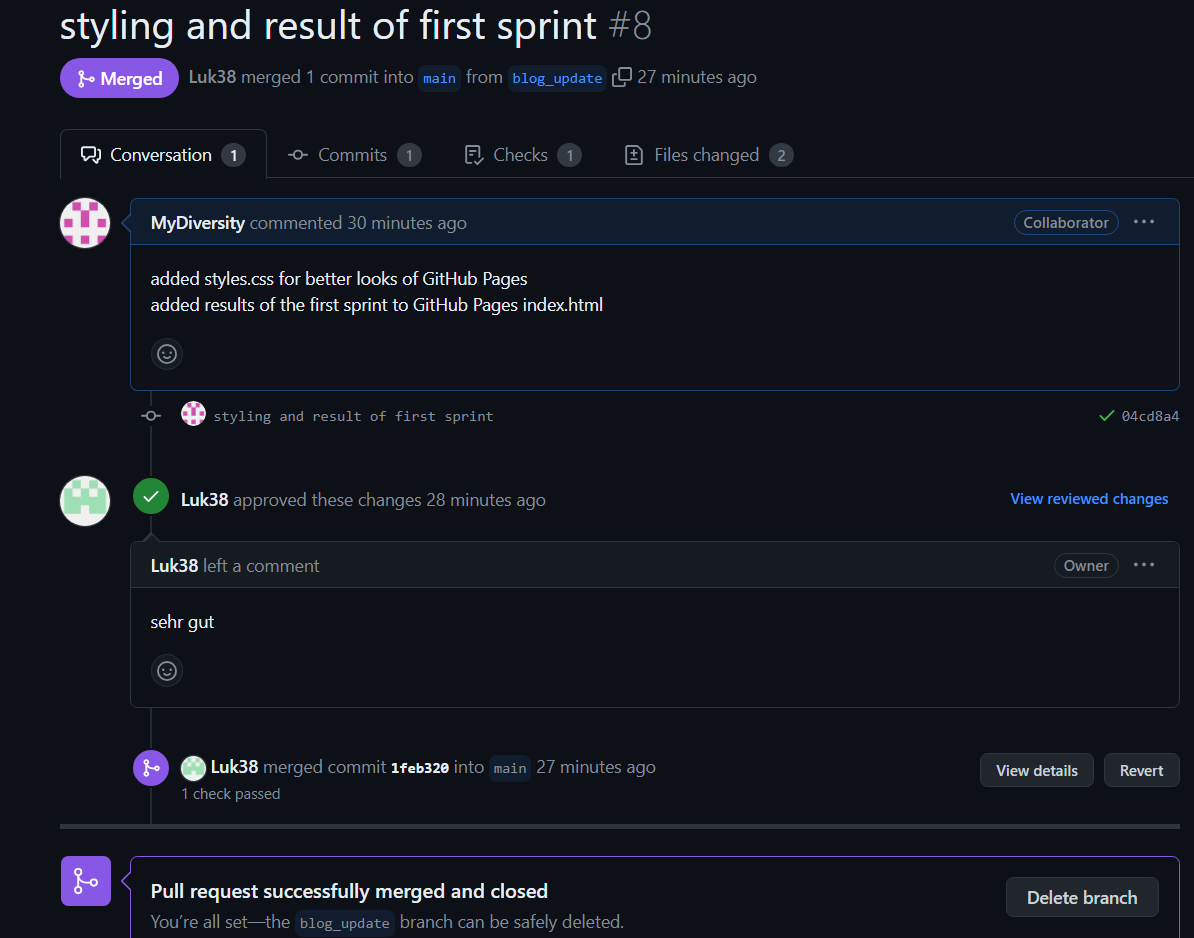 styling and result of first sprint #8
Merged Luk38 merged 1 commit into main from blog_update 27 minutes ago
Conversation 1 Commits 1 Checks 1 Files changed 2
MyDiversity commented 30 minutes ago Collaborator ...
added styles.css for better looks of GitHub Pages
added results of the first sprint to GitHub Pages index.html
styling and result of first sprint 04cd8a4
Luk38 approved these changes 28 minutes ago View reviewed changes
Luk38 left a comment Owner ...
sehr gut
Luk38 merged commit 1feb320 into main 27 minutes ago View details Revert
1 check passed
Pull request successfully merged and closed
Delete branch
You're all set—the blog_update branch can be safely deleted.